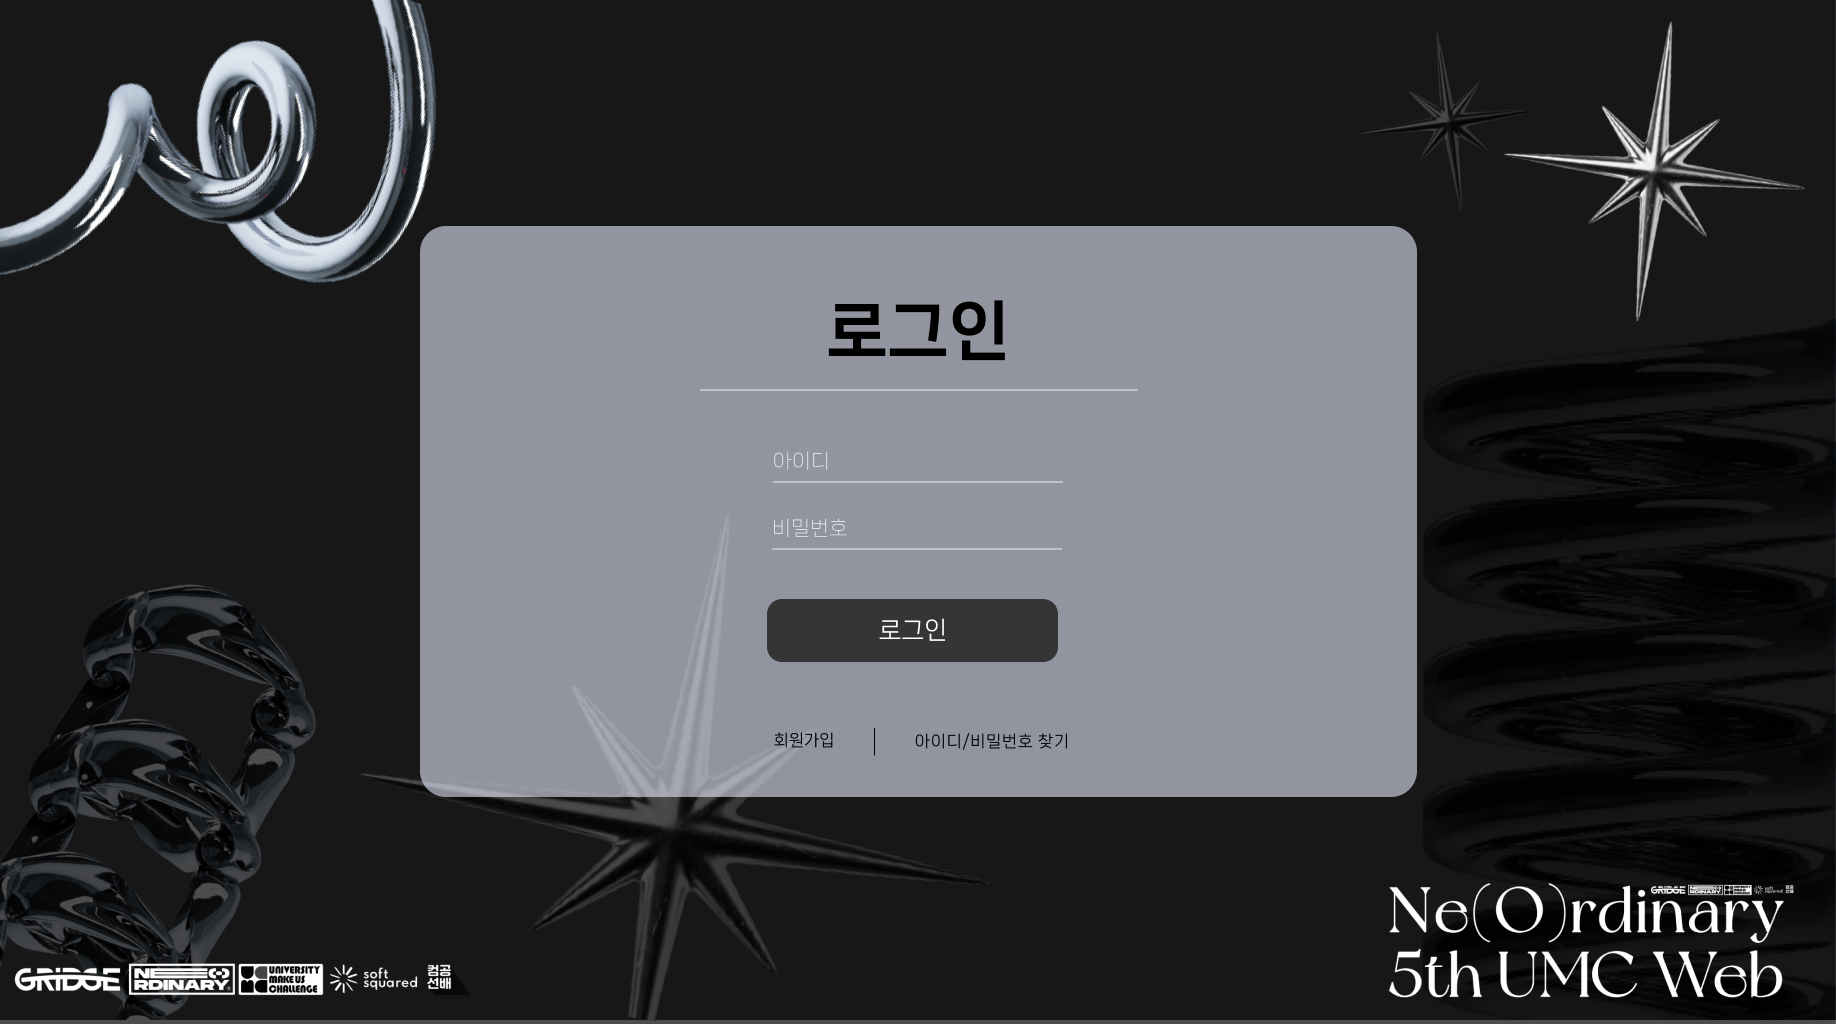 로그인
아이디
비밀번호
로그인
회원가입 | 아이디/비밀번호 찾기
GRIDGE NE(O)RDINARY UNIVERSITY MAKE US CHALLENGE soft squared 컴공선배
Ne(O)rdinary
5th UMC Web